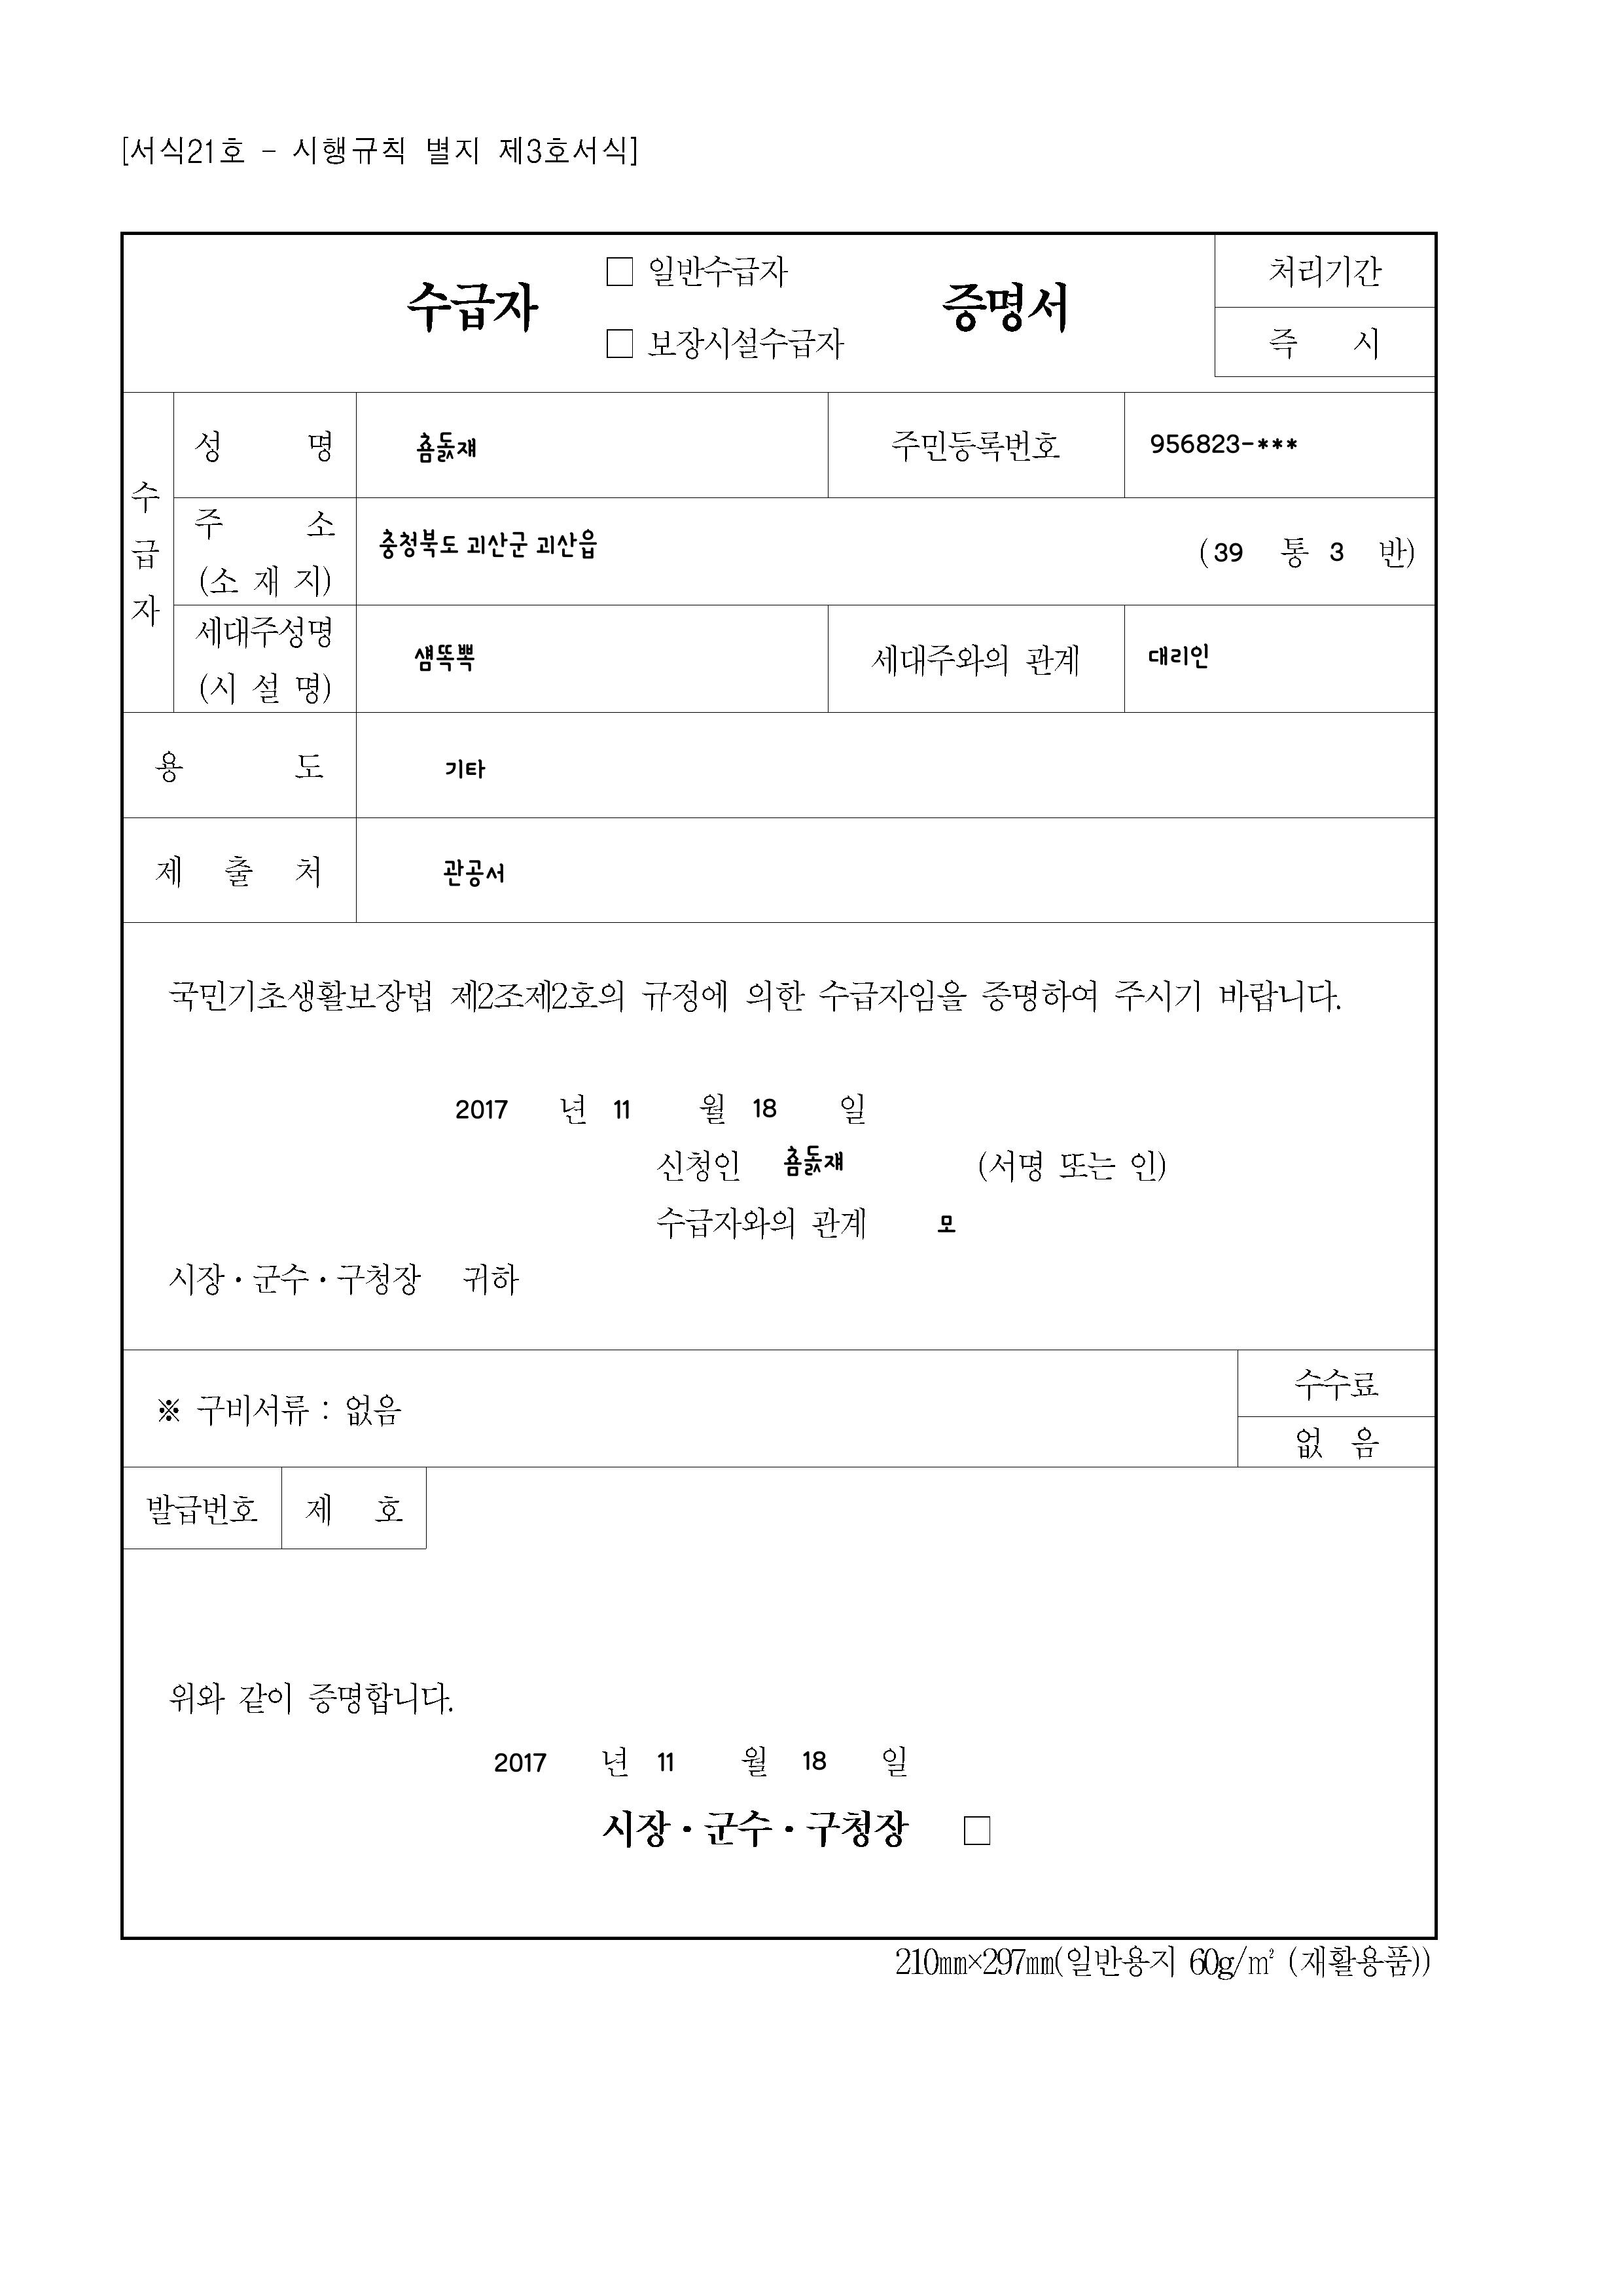 [서식21호 - 시행규칙 별지 제3호서식]
수급자 □ 일반수급자 □ 보장시설수급자 증명서
처리기간
즉 시
수급자
성 명 춈돐쟤 주민등록번호 956823-***
주 소 (소 재 지) 충청북도 괴산군 괴산읍 (39 통 3 반)
세대주성명 (시 설 명) 섐똑뽁 세대주와의 관계 대리인
용 도 기타
제 출 처 관공서
국민기초생활보장법 제2조제2호의 규정에 의한 수급자임을 증명하여 주시기 바랍니다.
2017 년 11 월 18 일
신청인 춈돐쟤 (서명 또는 인)
수급자와의 관계 모
시장·군수·구청장 귀하
※ 구비서류 : 없음
수수료
없 음
발급번호 제 호
위와 같이 증명합니다.
2017 년 11 월 18 일
시장·군수·구청장 □
210㎜×297㎜(일반용지 60g/㎡ (재활용품))